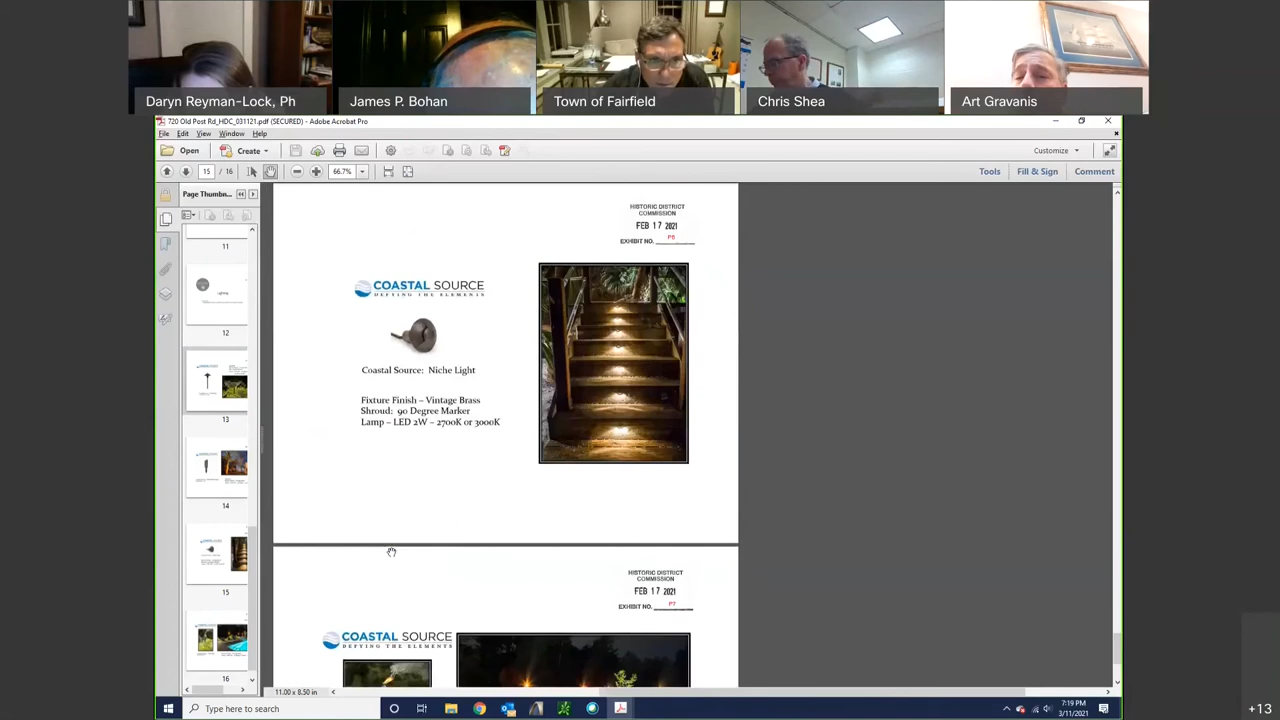 Daryn Reyman-Lock, Ph
James P. Bohan
Town of Fairfield
Chris Shea
Art Gravanis
720 Old Post Rd_HDC_031121.pdf (SECURED) - Adobe Acrobat Pro
File Edit View Window Help
Open Create Customize
15 / 16 66.7% Tools Fill & Sign Comment
Page Thumbn...
11
12
13
14
15
16
HISTORIC DISTRICT
COMMISSION
FEB 17 2021
EXHIBIT NO. P6
COASTAL SOURCE
DEFYING THE ELEMENTS
Coastal Source: Niche Light
Fixture Finish – Vintage Brass
Shroud: 90 Degree Marker
Lamp – LED 2W – 2700K or 3000K
HISTORIC DISTRICT
COMMISSION
FEB 17 2021
EXHIBIT NO. P7
COASTAL SOURCE
DEFYING THE ELEMENTS
11.00 x 8.50 in
Type here to search
7:19 PM
3/11/2021
+13